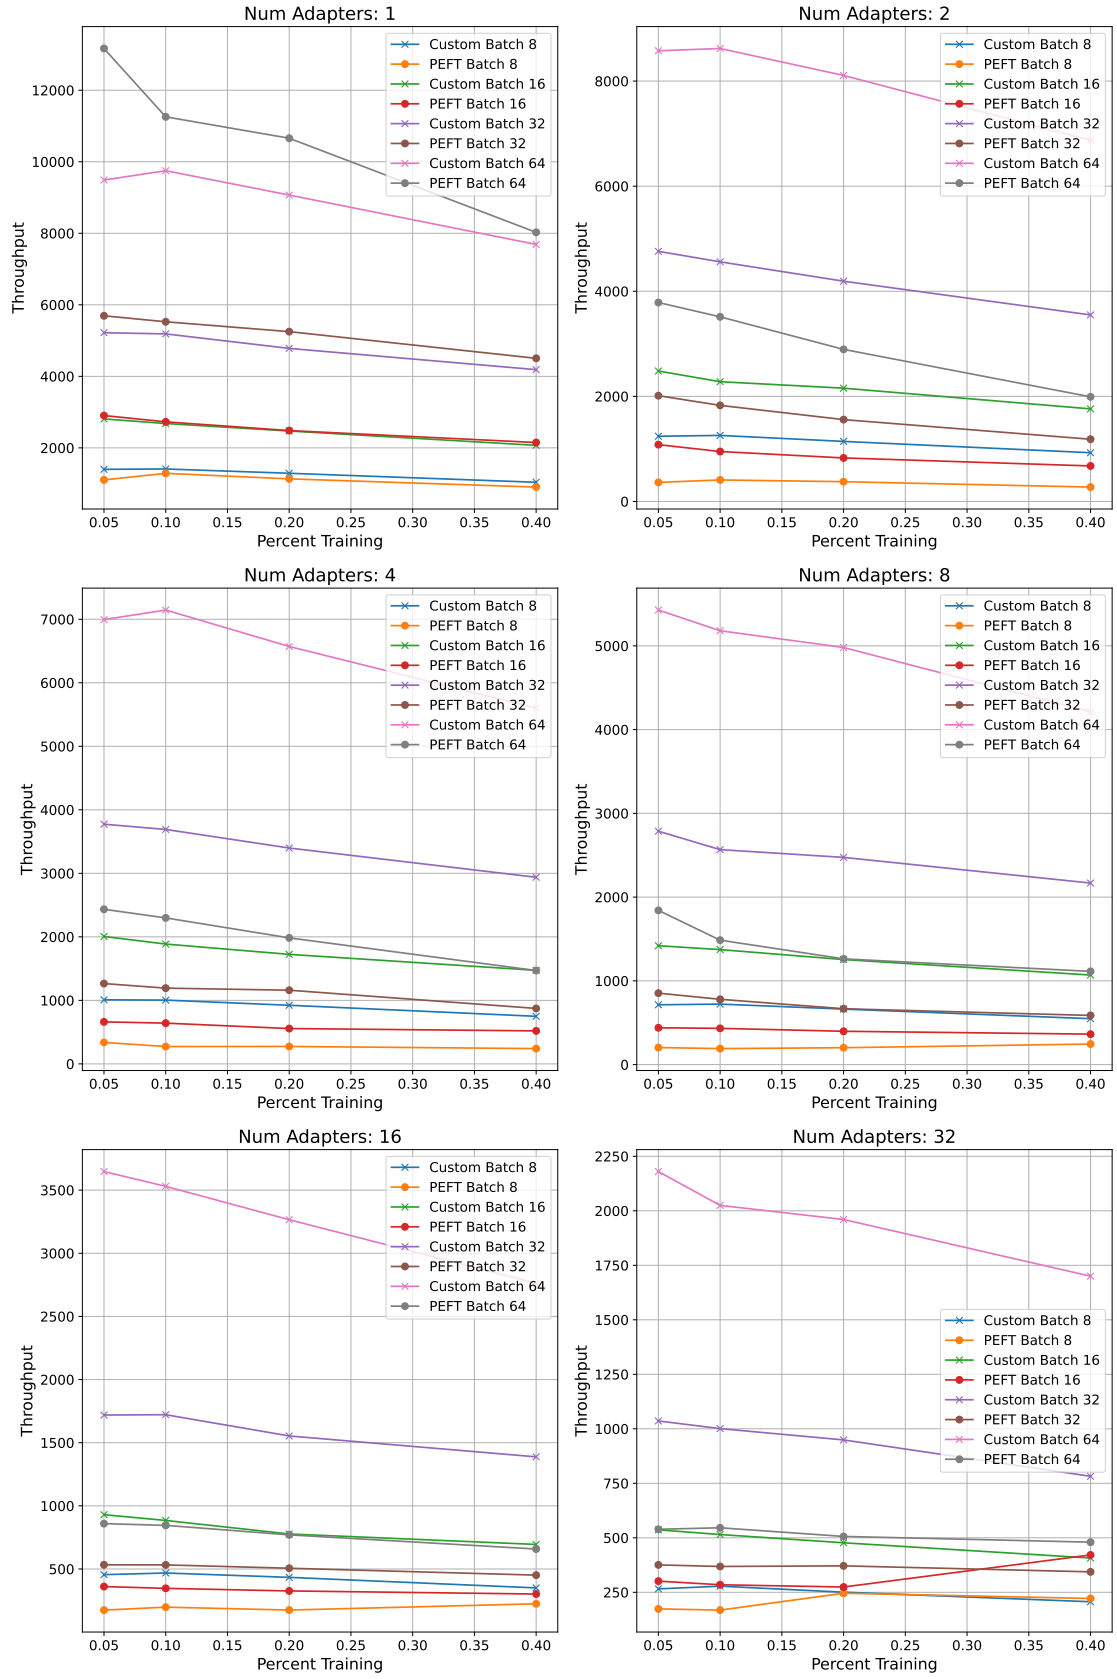 Num Adapters: 1
Throughput
12000
10000
8000
6000
4000
2000
0.05 0.10 0.15 0.20 0.25 0.30 0.35 0.40
Percent Training
Custom Batch 8
PEFT Batch 8
Custom Batch 16
PEFT Batch 16
Custom Batch 32
PEFT Batch 32
Custom Batch 64
PEFT Batch 64
Num Adapters: 2
Throughput
8000
6000
4000
2000
0
0.05 0.10 0.15 0.20 0.25 0.30 0.35 0.40
Percent Training
Custom Batch 8
PEFT Batch 8
Custom Batch 16
PEFT Batch 16
Custom Batch 32
PEFT Batch 32
Custom Batch 64
PEFT Batch 64
Num Adapters: 4
Throughput
7000
6000
5000
4000
3000
2000
1000
0
0.05 0.10 0.15 0.20 0.25 0.30 0.35 0.40
Percent Training
Custom Batch 8
PEFT Batch 8
Custom Batch 16
PEFT Batch 16
Custom Batch 32
PEFT Batch 32
Custom Batch 64
PEFT Batch 64
Num Adapters: 8
Throughput
5000
4000
3000
2000
1000
0
0.05 0.10 0.15 0.20 0.25 0.30 0.35 0.40
Percent Training
Custom Batch 8
PEFT Batch 8
Custom Batch 16
PEFT Batch 16
Custom Batch 32
PEFT Batch 32
Custom Batch 64
PEFT Batch 64
Num Adapters: 16
Throughput
3500
3000
2500
2000
1500
1000
500
0.05 0.10 0.15 0.20 0.25 0.30 0.35 0.40
Percent Training
Custom Batch 8
PEFT Batch 8
Custom Batch 16
PEFT Batch 16
Custom Batch 32
PEFT Batch 32
Custom Batch 64
PEFT Batch 64
Num Adapters: 32
Throughput
2250
2000
1750
1500
1250
1000
750
500
250
0.05 0.10 0.15 0.20 0.25 0.30 0.35 0.40
Percent Training
Custom Batch 8
PEFT Batch 8
Custom Batch 16
PEFT Batch 16
Custom Batch 32
PEFT Batch 32
Custom Batch 64
PEFT Batch 64